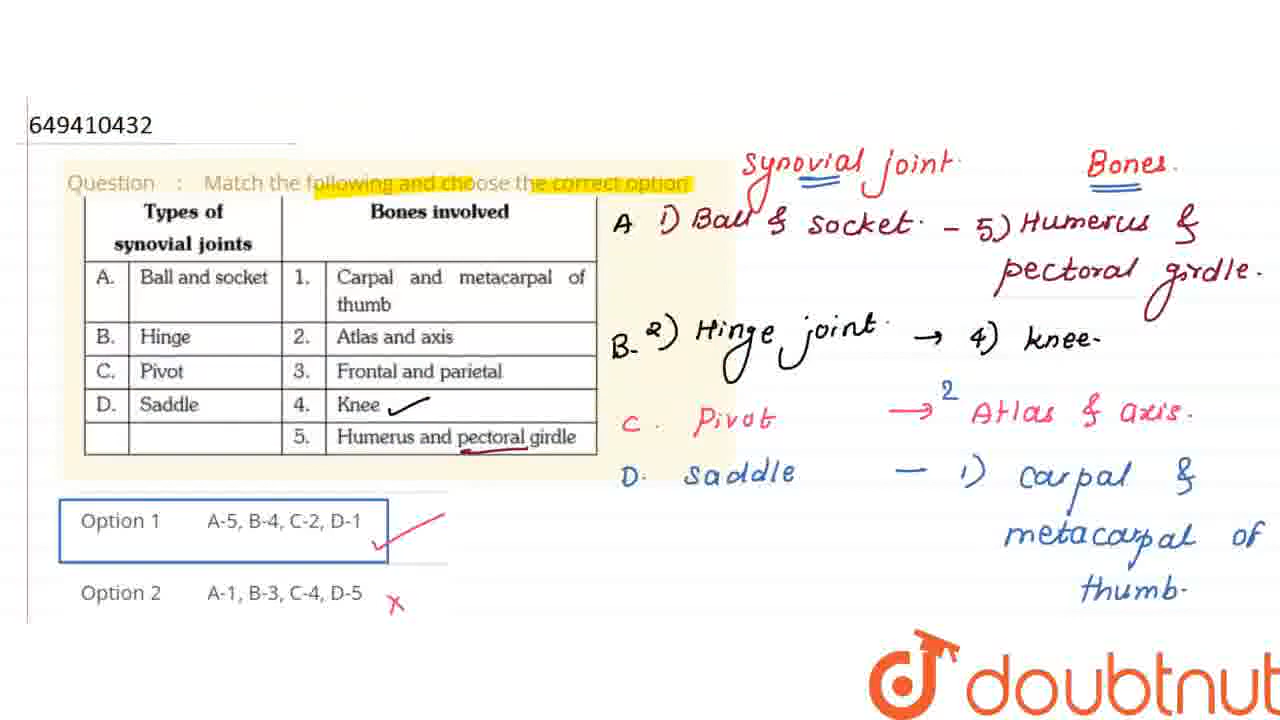 649410432
Question : Match the following and choose the correct option
Types of synovial joints Bones involved
A. Ball and socket 1. Carpal and metacarpal of thumb
B. Hinge 2. Atlas and axis
C. Pivot 3. Frontal and parietal
D. Saddle 4. Knee
5. Humerus and pectoral girdle
Option 1 A-5, B-4, C-2, D-1
Option 2 A-1, B-3, C-4, D-5
Synovial joint. Bones.
A 1) Ball & socket. - 5) Humerus &
pectoral girdle.
B. 2) Hinge joint. → 4) knee.
C. Pivot → 2 Atlas & axis.
D. Saddle - 1) Carpal &
metacarpal of
thumb.
doubtnut